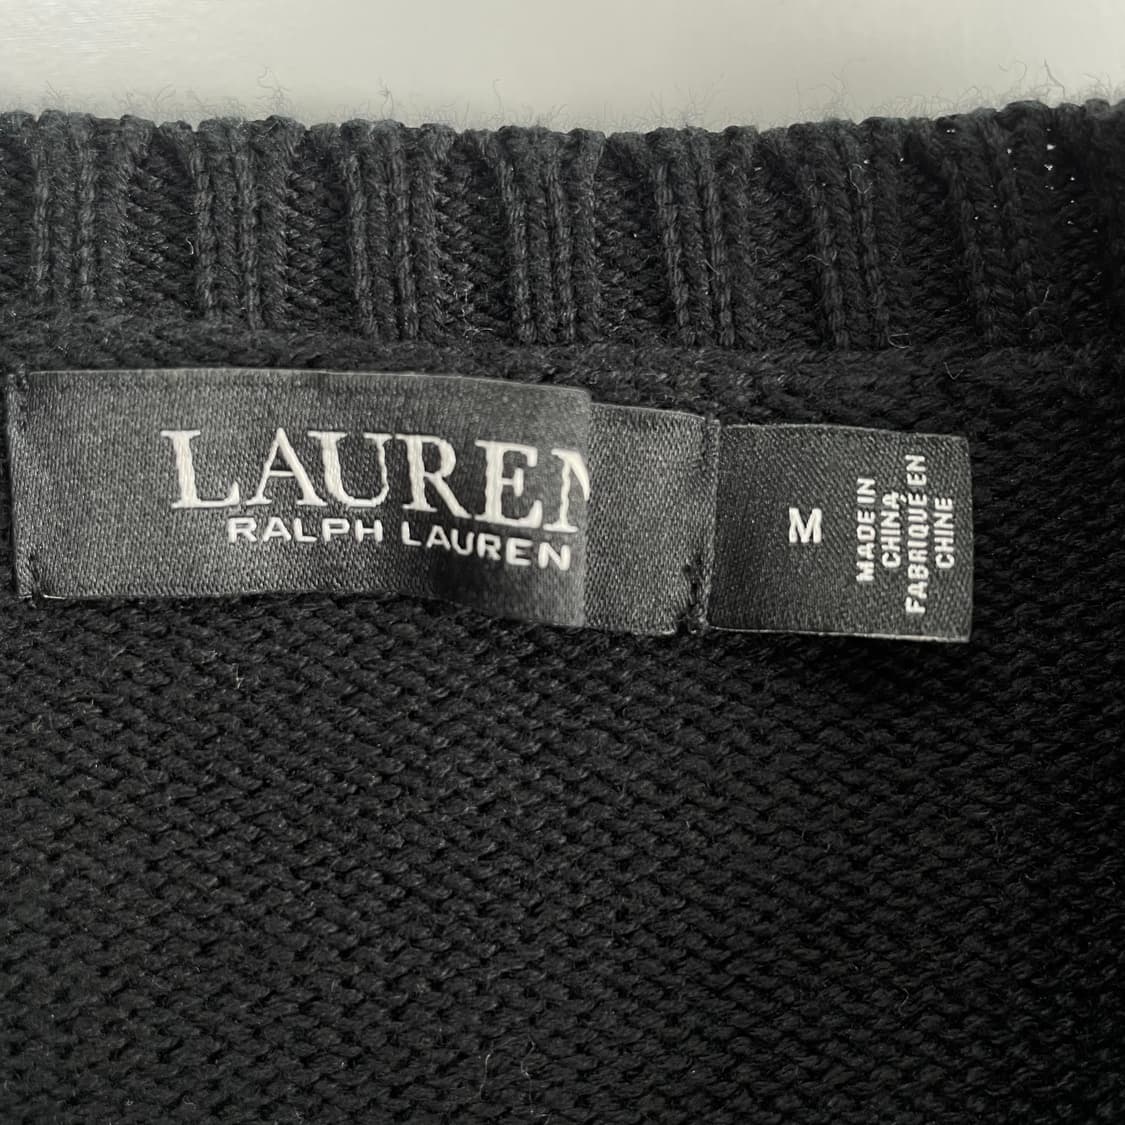 LAUREN
RALPH LAUREN
M
MADE IN
CHINA
FABRIQUÉ EN
CHINE